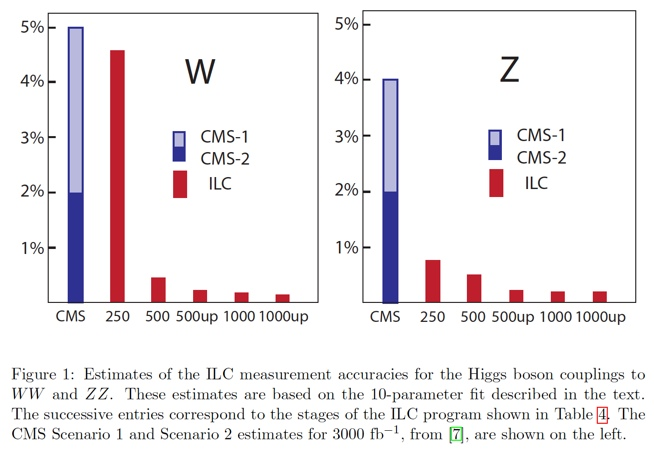 W
5%
4%
3%
2%
1%
CMS-1
CMS-2
ILC
CMS 250 500 500up 1000 1000up
Z
5%
4%
3%
2%
1%
CMS-1
CMS-2
ILC
CMS 250 500 500up 1000 1000up
Figure 1: Estimates of the ILC measurement accuracies for the Higgs boson couplings to
WW and ZZ. These estimates are based on the 10-parameter fit described in the text.
The successive entries correspond to the stages of the ILC program shown in Table 4. The
CMS Scenario 1 and Scenario 2 estimates for 3000 fb⁻¹, from [7], are shown on the left.